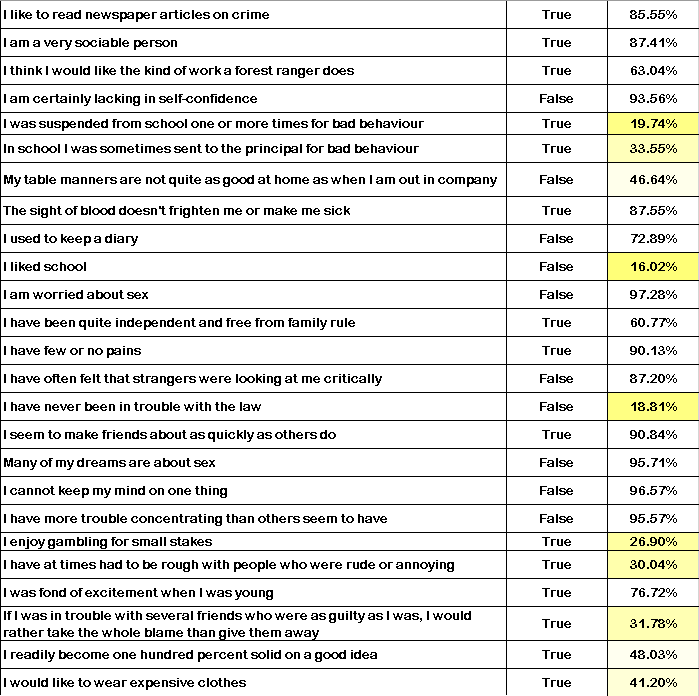 I like to read newspaper articles on crime True 85.55%
I am a very sociable person True 87.41%
I think I would like the kind of work a forest ranger does True 63.04%
I am certainly lacking in self-confidence False 93.56%
I was suspended from school one or more times for bad behaviour True 19.74%
In school I was sometimes sent to the principal for bad behaviour True 33.55%
My table manners are not quite as good at home as when I am out in company False 46.64%
The sight of blood doesn't frighten me or make me sick True 87.55%
I used to keep a diary False 72.89%
I liked school False 16.02%
I am worried about sex False 97.28%
I have been quite independent and free from family rule True 60.77%
I have few or no pains True 90.13%
I have often felt that strangers were looking at me critically False 87.20%
I have never been in trouble with the law False 18.81%
I seem to make friends about as quickly as others do True 90.84%
Many of my dreams are about sex False 95.71%
I cannot keep my mind on one thing False 96.57%
I have more trouble concentrating than others seem to have False 95.57%
I enjoy gambling for small stakes True 26.90%
I have at times had to be rough with people who were rude or annoying True 30.04%
I was fond of excitement when I was young True 76.72%
If I was in trouble with several friends who were as guilty as I was, I would
rather take the whole blame than give them away True 31.78%
I readily become one hundred percent solid on a good idea True 48.03%
I would like to wear expensive clothes True 41.20%